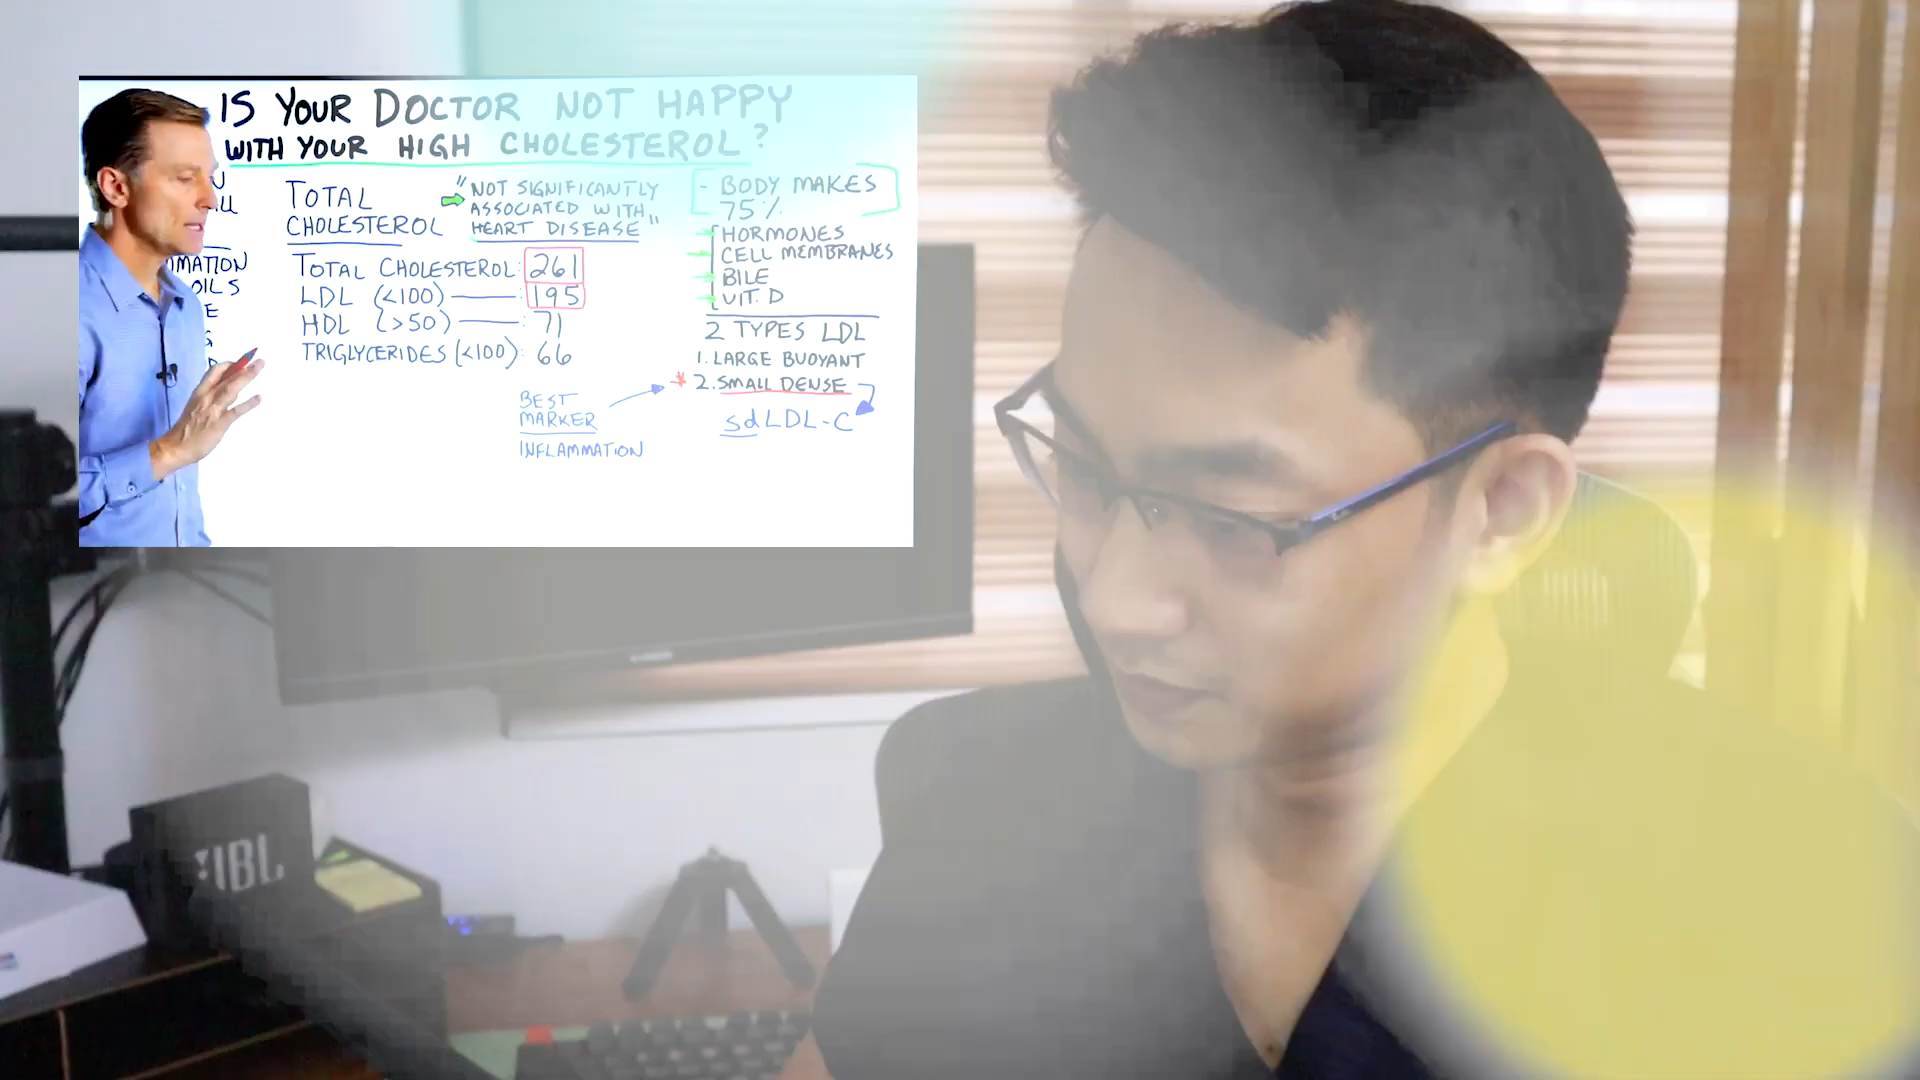 IS YOUR DOCTOR NOT HAPPY
WITH YOUR HIGH CHOLESTEROL?
TOTAL
CHOLESTEROL
"NOT SIGNIFICANTLY
ASSOCIATED WITH
HEART DISEASE"
TOTAL CHOLESTEROL: 261
LDL (<100) : 195
HDL (>50) : 71
TRIGLYCERIDES (<100): 66
BEST
MARKER
INFLAMMATION
- BODY MAKES
75%
HORMONES
CELL MEMBRANES
BILE
VIT. D
2 TYPES LDL
1. LARGE BUOYANT
* 2. SMALL DENSE
sdLDL-C
OILS
JBL